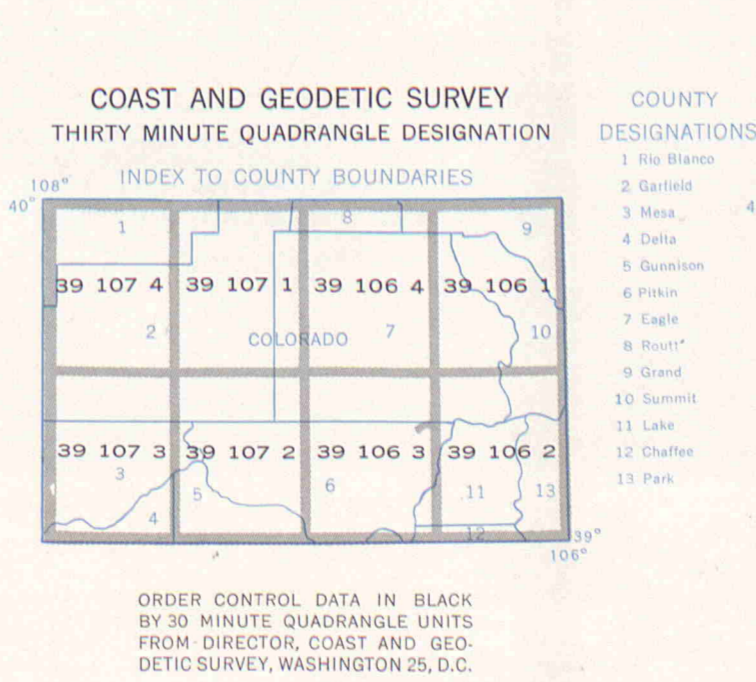 COAST AND GEODETIC SURVEY
THIRTY MINUTE QUADRANGLE DESIGNATION
INDEX TO COUNTY BOUNDARIES
108°
40°
1
8
9
39 107 4 39 107 1 39 106 4 39 106 1
2
COLORADO
7
10
39 107 3 39 107 2 39 106 3 39 106 2
3
5
6
11
13
4
12
39°
106°
COUNTY
DESIGNATIONS
1 Rio Blanco
2 Garfield
3 Mesa
4
4 Delta
5 Gunnison
6 Pitkin
7 Eagle
8 Routt
9 Grand
10 Summit
11 Lake
12 Chaffee
13 Park
ORDER CONTROL DATA IN BLACK
BY 30 MINUTE QUADRANGLE UNITS
FROM DIRECTOR, COAST AND GEO-
DETIC SURVEY, WASHINGTON 25, D.C.